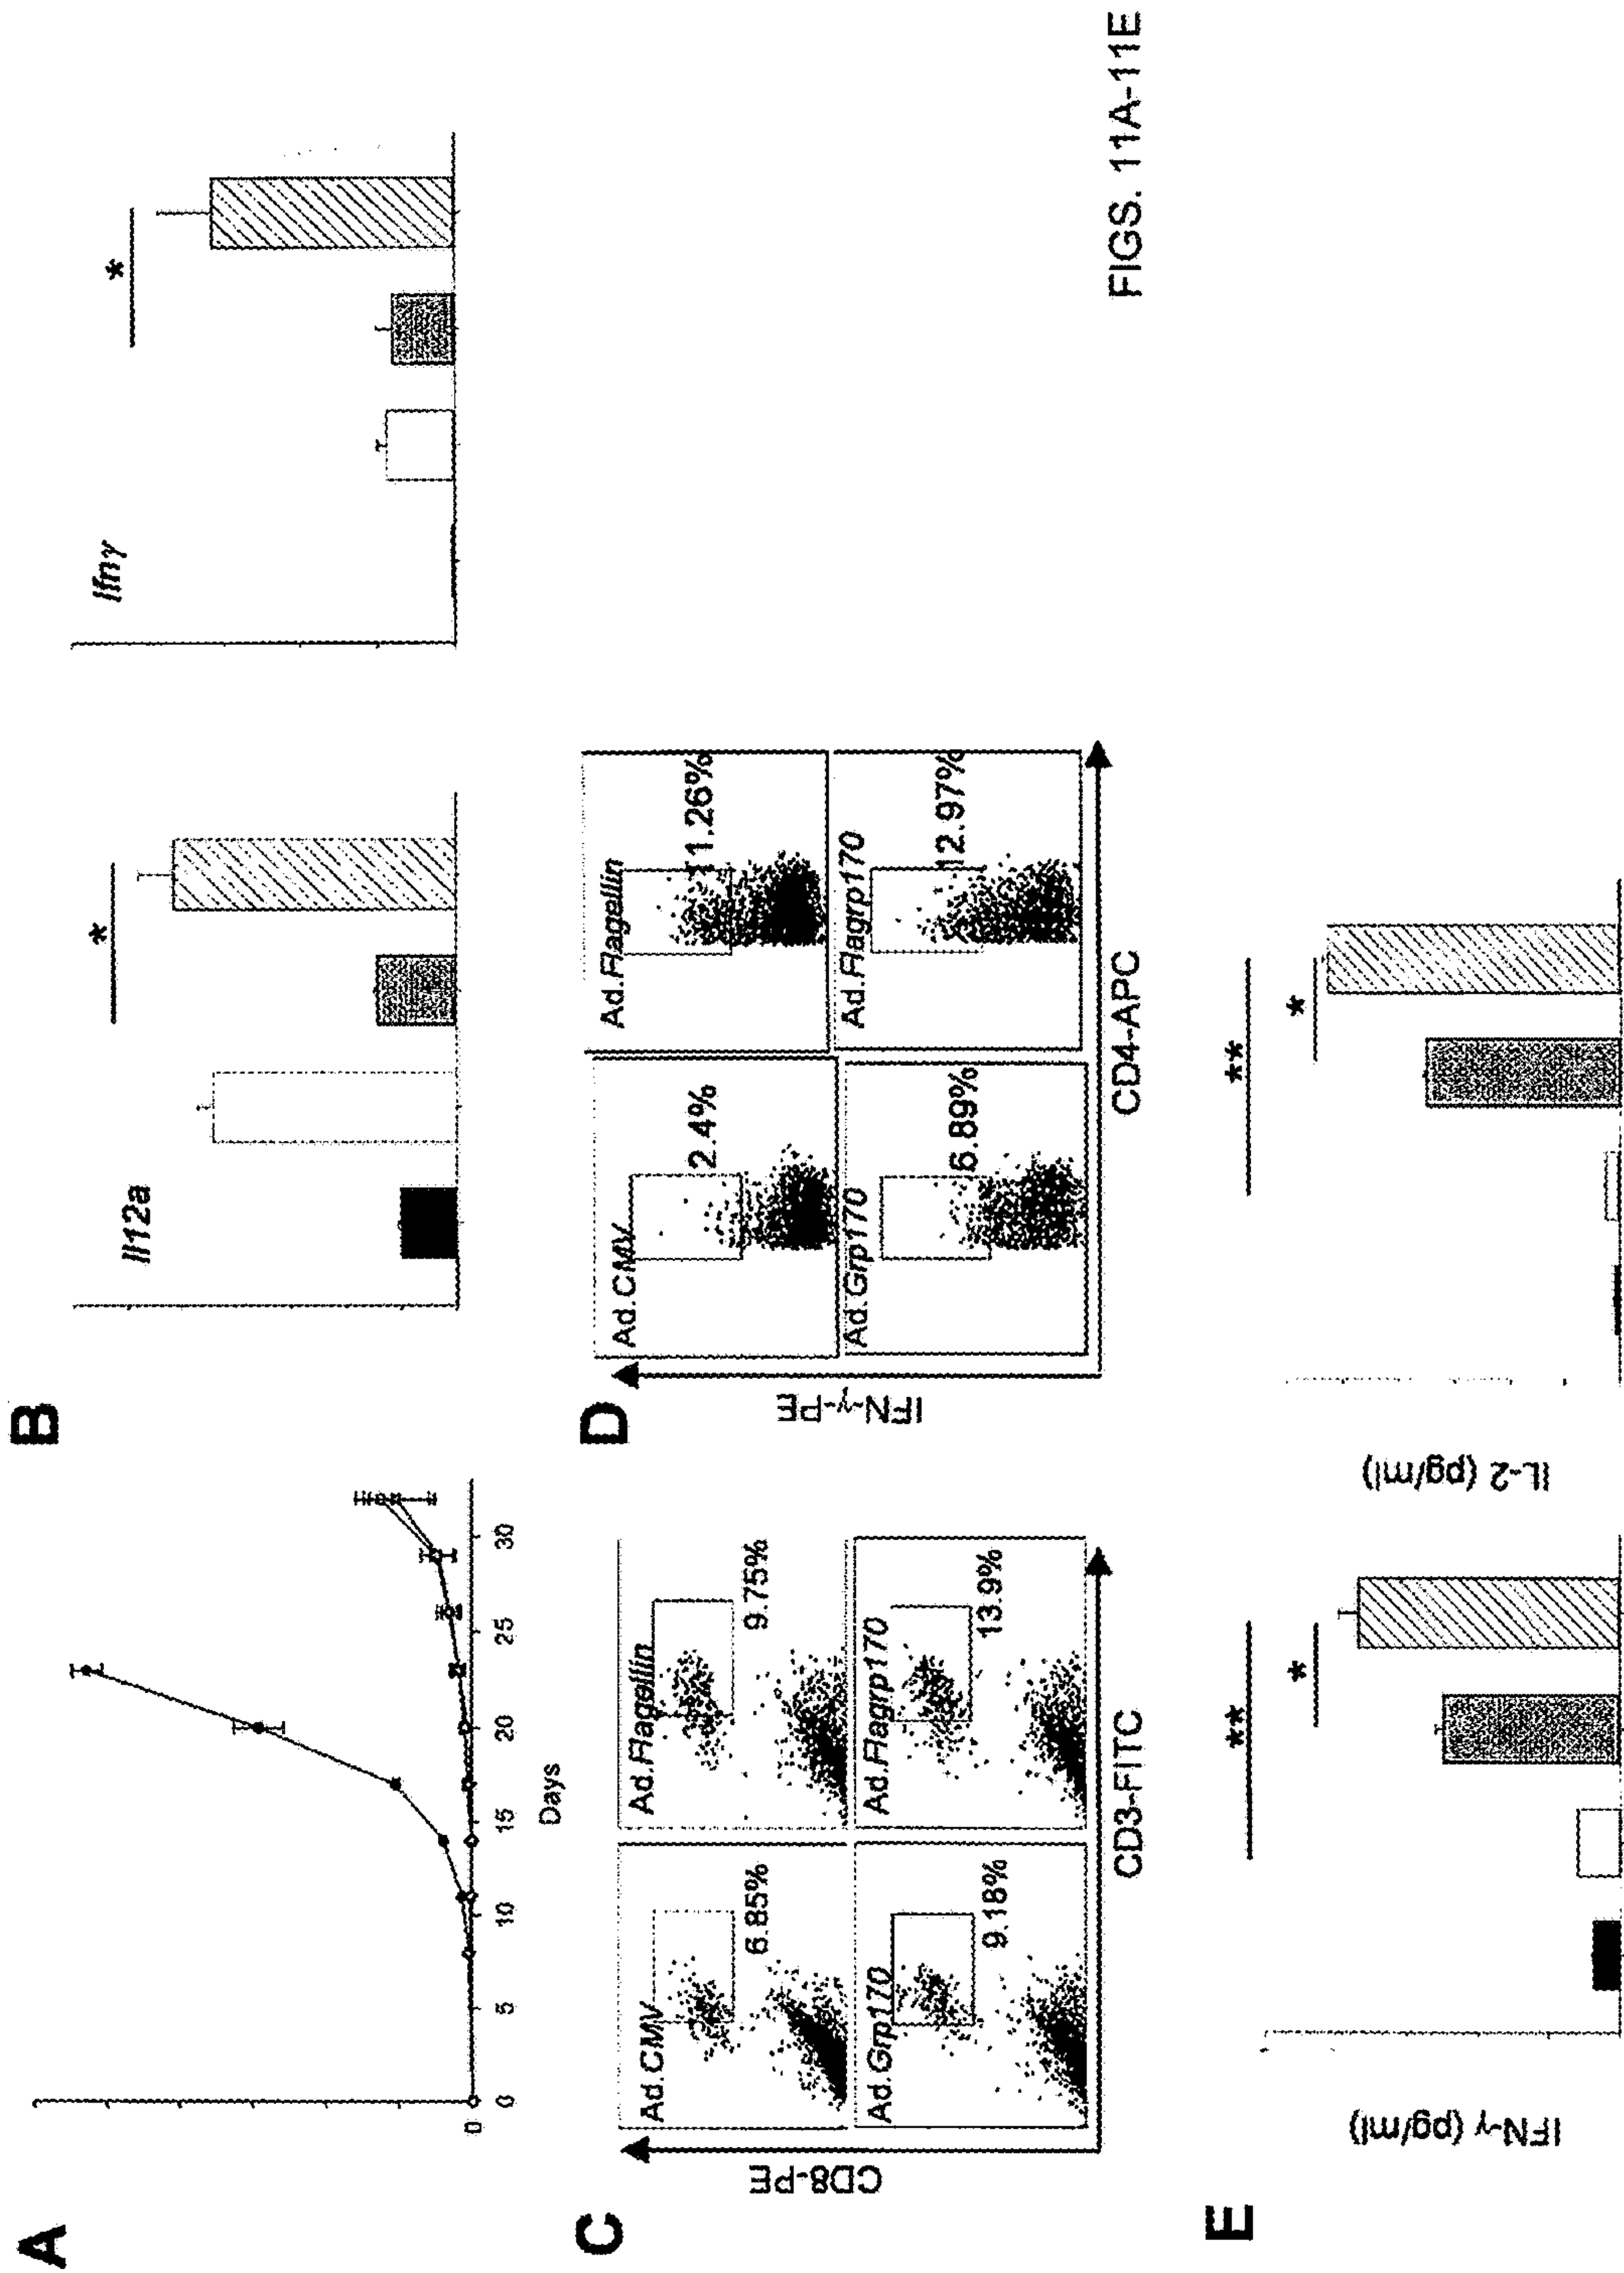 A
0
0 5 10 15 20 25 30
Days
B
Il12a
*
Ifnγ
*
C
CD8-PE
Ad.CMV
6.85%
Ad.Flagellin
9.75%
Ad.Grp170
9.18%
Ad.Flagrp170
13.9%
CD3-FITC
D
IFN-γ-PE
Ad.CMV
2.4%
Ad.Flagellin
11.26%
Ad.Grp170
6.89%
Ad.Flagrp170
12.97%
CD4-APC
E
IFN-γ (pg/ml)
**
*
IL-2 (pg/ml)
**
*
FIGS. 11A-11E